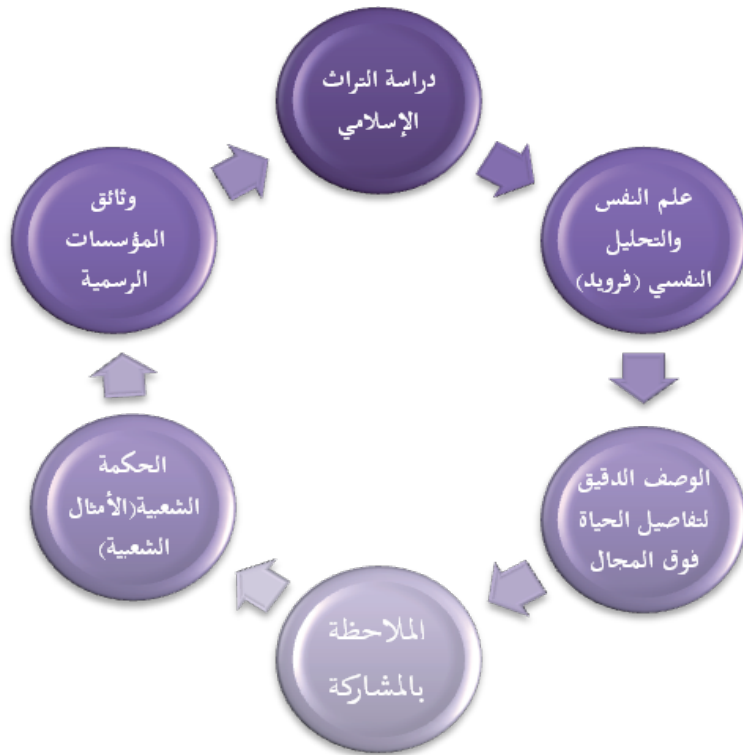 دراسة التراث
الإسلامي
علم النفس
والتحليل
النفسي (فرويد)
الوصف الدقيق
لتفاصيل الحياة
فوق المجال
الملاحظة
بالمشاركة
الحكمة
الشعبية(الأمثال
الشعبية)
وثائق
المؤسسات
الرسمية